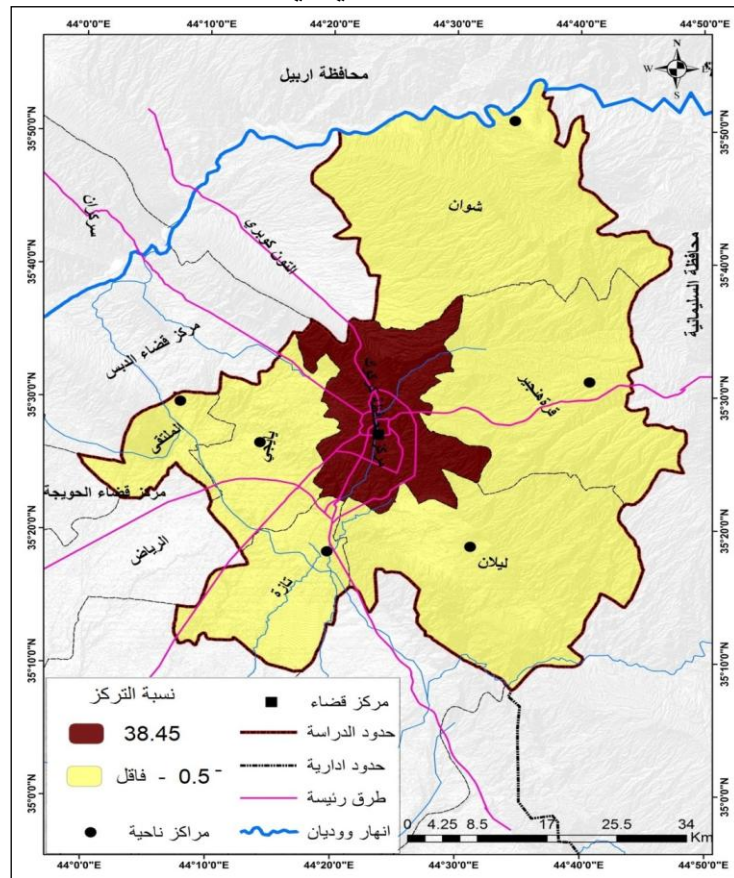 44°0'0"E 44°10'0"E 44°20'0"E 44°30'0"E 44°40'0"E 44°50'0"E
N
W E
S
محافظة اربيل
35°50'0"N 35°50'0"N
شوان
سركران
التون كوبري
محافظة السليمانية
35°40'0"N 35°40'0"N
مركز قضاء الدبس
35°30'0"N 35°30'0"N
قرة هنجير
الملتقى
يايجي
مركز قضاء الحويجة
35°20'0"N 35°20'0"N
الرياض
ليلان
تازة
35°10'0"N 35°10'0"N
نسبة التركز
38.45
0.5 - فاقل
مراكز ناحية
مركز قضاء
حدود الدراسة
حدود ادارية
طرق رئيسة
انهار ووديان
35°0'0"N 35°0'0"N
0 4.25 8.5 17 25.5 34
Km
44°0'0"E 44°10'0"E 44°20'0"E 44°30'0"E 44°40'0"E 44°50'0"E